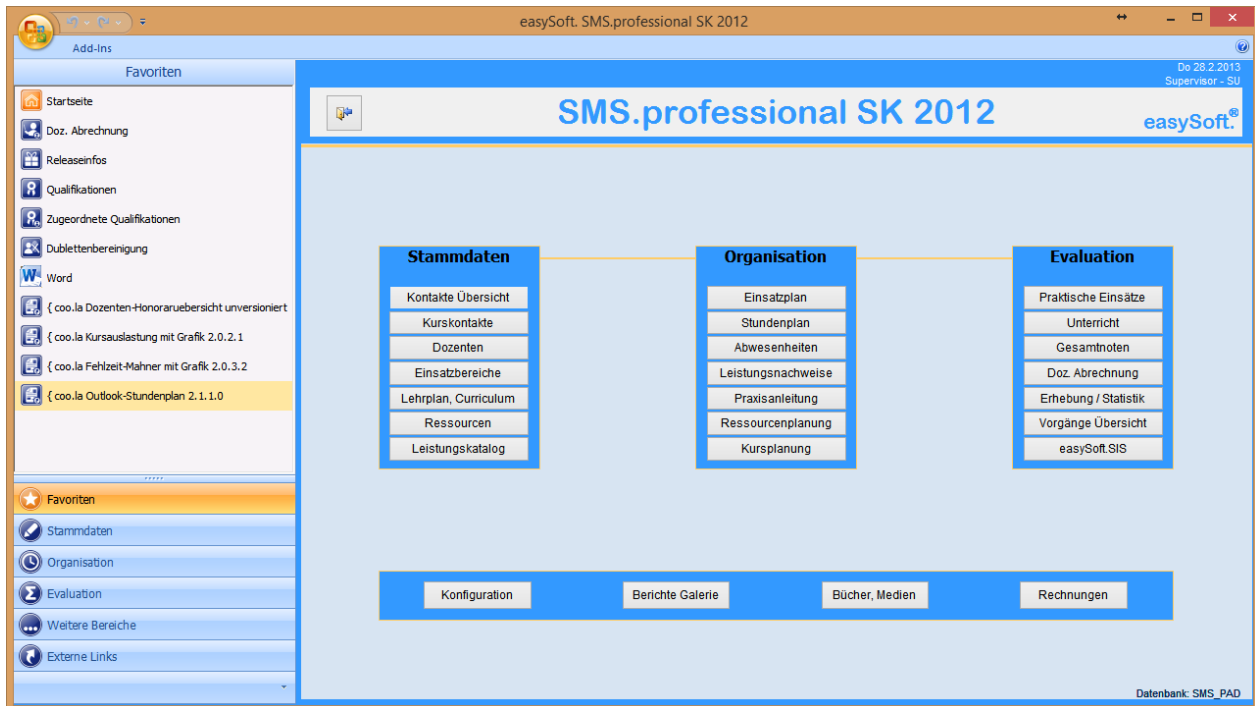 easySoft. SMS.professional SK 2012
Add-Ins
Favoriten
Startseite
Doz. Abrechnung
Releaseinfos
Qualifikationen
Zugeordnete Qualifikationen
Dublettenbereinigung
Word
{ coo.la Dozenten-Honoraruebersicht unversioniert
{ coo.la Kursauslastung mit Grafik 2.0.2.1
{ coo.la Fehlzeit-Mahner mit Grafik 2.0.3.2
{ coo.la Outlook-Stundenplan 2.1.1.0
Favoriten
Stammdaten
Organisation
Evaluation
Weitere Bereiche
Externe Links
Do 28.2.2013
Supervisor - SU
SMS.professional SK 2012
easySoft.®
Stammdaten
Kontakte Übersicht
Kurskontakte
Dozenten
Einsatzbereiche
Lehrplan, Curriculum
Ressourcen
Leistungskatalog
Organisation
Einsatzplan
Stundenplan
Abwesenheiten
Leistungsnachweise
Praxisanleitung
Ressourcenplanung
Kursplanung
Evaluation
Praktische Einsätze
Unterricht
Gesamtnoten
Doz. Abrechnung
Erhebung / Statistik
Vorgänge Übersicht
easySoft.SIS
Konfiguration
Berichte Galerie
Bücher, Medien
Rechnungen
Datenbank: SMS_PAD